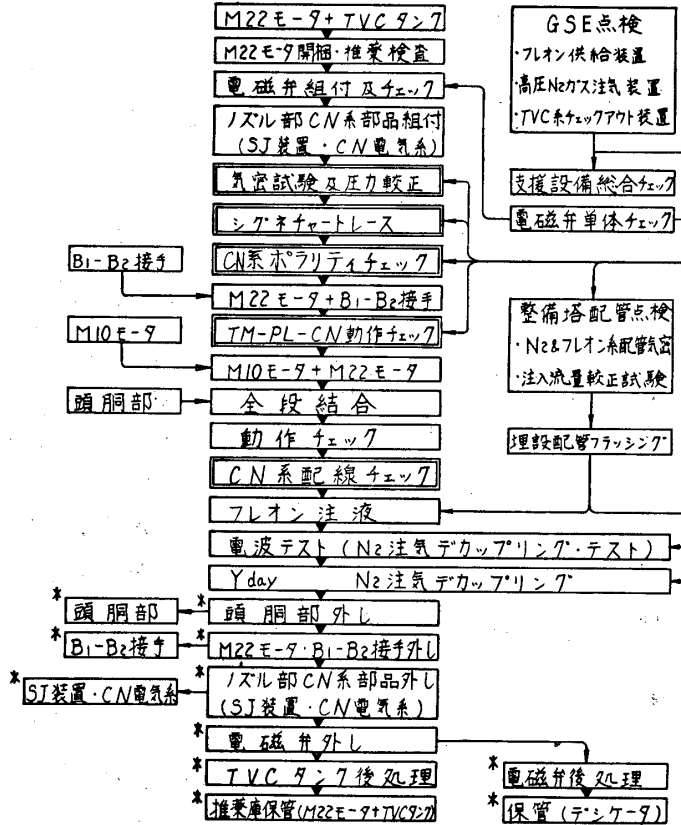 M22モータ+TVCタンク
M22モータ開梱・推薬検査
電磁弁組付及チェック
ノズル部CN系部品組付
(SJ装置・CN電気系)
気密試験及圧力較正
シグネチャートレース
CN系ポラリティチェック
B1-B2接手
M22モータ+B1-B2接手
M10モータ
TM-PL-CN動作チェック
M10モータ+M22モータ
頭胴部
全段結合
動作チェック
CN系配線チェック
フレオン注液
電波テスト(N2注気デカップリング・テスト)
Yday N2注気デカップリング
GSE点検
・フレオン供給装置
・高圧N2ガス注気装置
・TVC系チェックアウト装置
支援設備総合チェック
電磁弁単体チェック
整備塔配管点検
・N2&フレオン系配管気密
・注入流量較正試験
埋設配管フラッシング
*頭胴部
*頭胴部外し
*B1-B2接手
*M22モータ・B1-B2接手外し
*SJ装置・CN電気系
*ノズル部CN系部品外し
(SJ装置・CN電気系)
*電磁弁外し
*TVCタンク後処理
*電磁弁後処理
*推薬庫保管(M22モータ+TVCタンク)
*保管(デシケータ)